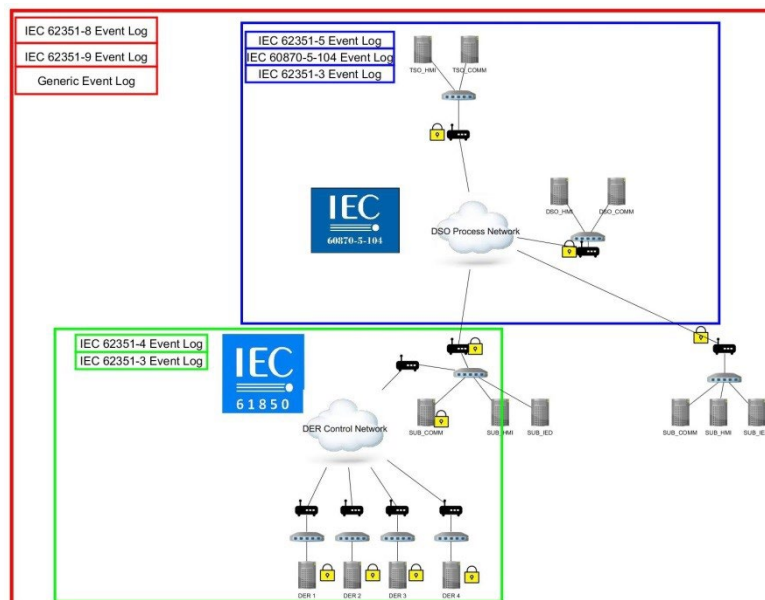 IEC 62351-8 Event Log
IEC 62351-9 Event Log
Generic Event Log
IEC 62351-5 Event Log
IEC 60870-5-104 Event Log
IEC 62351-3 Event Log
TSO_HMI
TSO_COMM
IEC
60870-5-104
DSO Process Network
DSO_HMI
DSO_COMM
IEC 62351-4 Event Log
IEC 62351-3 Event Log
IEC
61850
DER Control Network
SUB_COMM
SUB_HMI
SUB_IED
SUB_COMM
SUB_HMI
SUB_IE
DER 1
DER 2
DER 3
DER 4